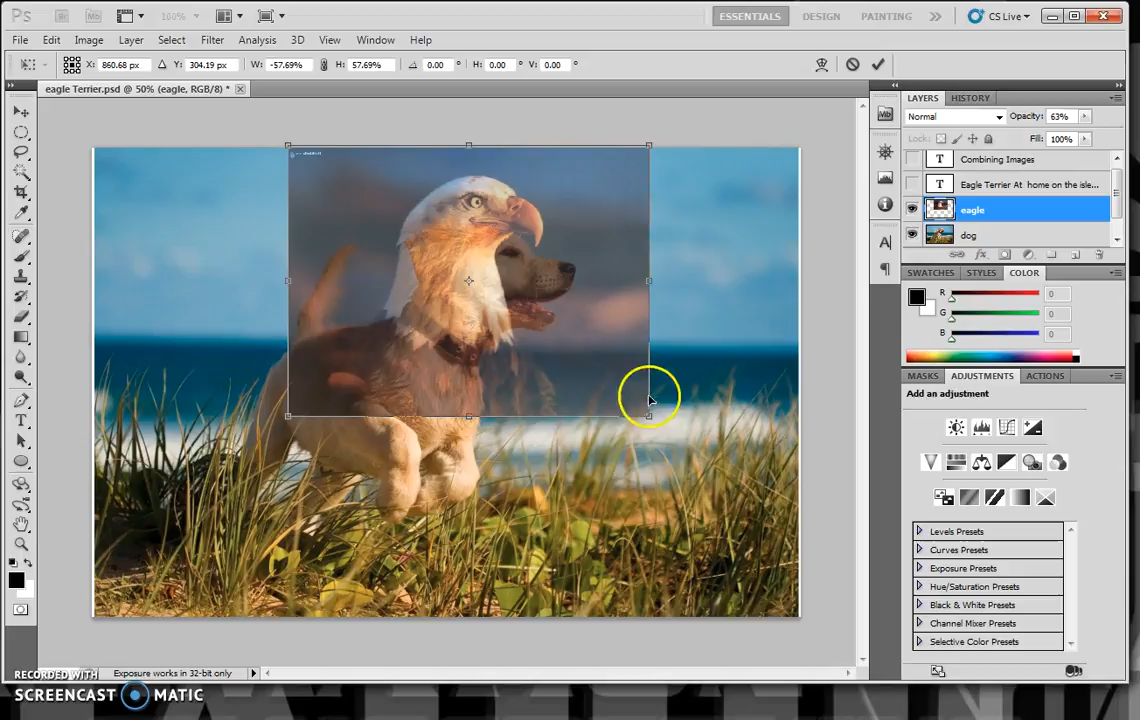 Ps Br Mb 100% ESSENTIALS DESIGN PAINTING CS Live
File Edit Image Layer Select Filter Analysis 3D View Window Help
X: 860.68 px Y: 304.19 px W: -57.69% H: 57.69% 0.00 ° H: 0.00 ° V: 0.00 °
eagle Terrier.psd @ 50% (eagle, RGB/8) *
LAYERS HISTORY
Normal Opacity: 63%
Lock: Fill: 100%
T Combining Images
T Eagle Terrier At home on the isle...
eagle
dog
SWATCHES STYLES COLOR
R 0
G 0
B 0
MASKS ADJUSTMENTS ACTIONS
Add an adjustment
Levels Presets
Curves Presets
Exposure Presets
Hue/Saturation Presets
Black & White Presets
Channel Mixer Presets
Selective Color Presets
Exposure works in 32-bit only
RECORDED WITH
SCREENCAST MATIC